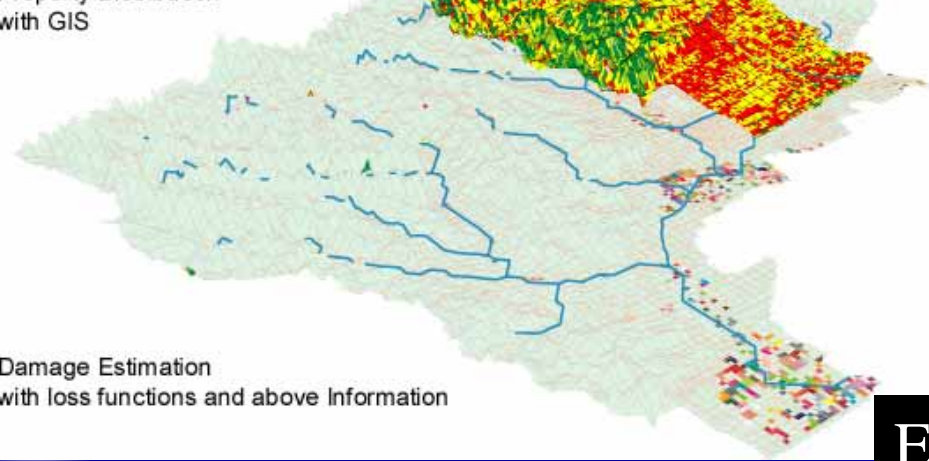 with GIS
Damage Estimation
with loss functions and above Information